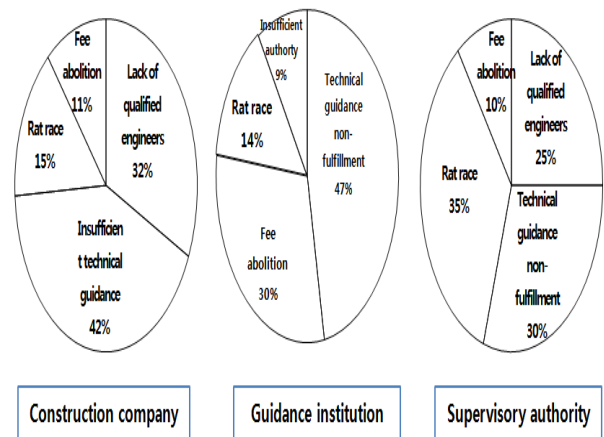 Fee
abolition
11%
Lack of
qualified
engineers
32%
Rat race
15%
Insufficien
t technical
guidance
42%
Insufficient
authorty
9%
Technical
guidance
non-
fulfillment
47%
Rat race
14%
Fee
abolition
30%
Fee
abolition
10%
Lack of
qualified
engineers
25%
Rat race
35%
Technical
guidance
non-
fulfillment
30%
Construction company
Guidance institution
Supervisory authority